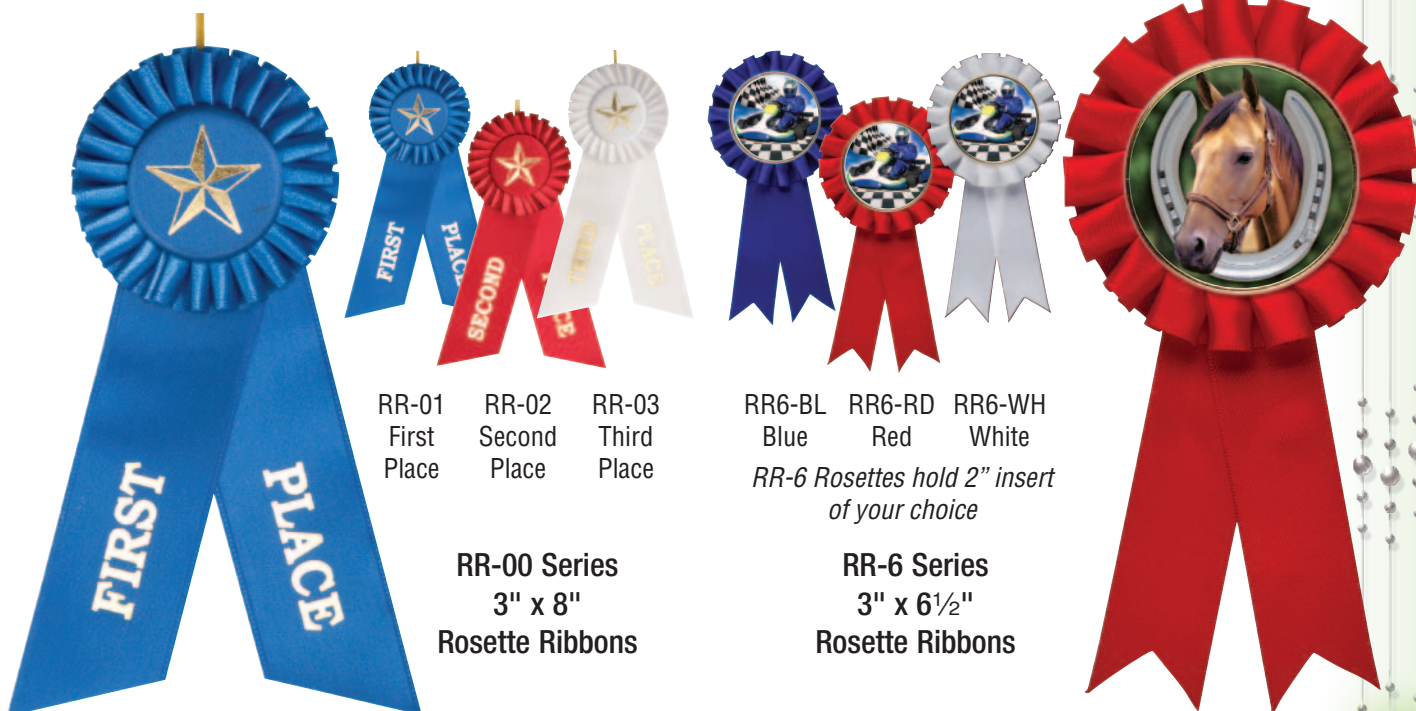 FIRST
PLACE
FIRST
PLACE
SECOND
THIRD
PLACE
RR-01
First
Place
RR-02
Second
Place
RR-03
Third
Place
RR-00 Series
3" x 8"
Rosette Ribbons
RR6-BL
Blue
RR6-RD
Red
RR6-WH
White
RR-6 Rosettes hold 2” insert
of your choice
RR-6 Series
3" x 6½"
Rosette Ribbons